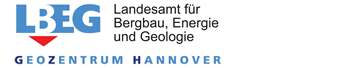 LBEG
Landesamt für
Bergbau, Energie
und Geologie
GEOZENTRUM HANNOVER